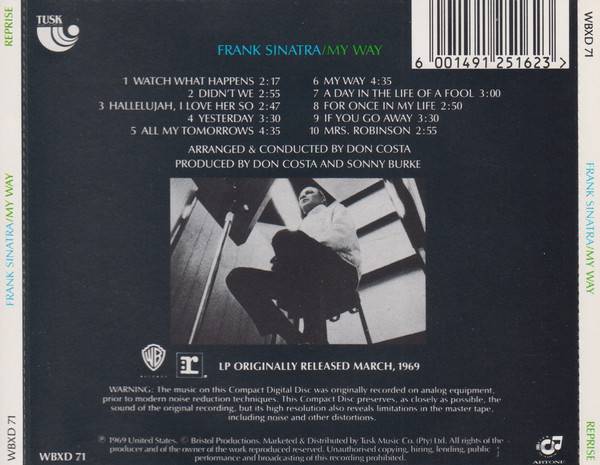 TUSK
REPRISE
WBXD 71
FRANK SINATRA/MY WAY
6 001491 251623
1 WATCH WHAT HAPPENS 2:17
2 DIDN'T WE 2:55
3 HALLELUJAH, I LOVE HER SO 2:47
4 YESTERDAY 3:30
5 ALL MY TOMORROWS 4:35
6 MY WAY 4:35
7 A DAY IN THE LIFE OF A FOOL 3:00
8 FOR ONCE IN MY LIFE 2:50
9 IF YOU GO AWAY 3:30
10 MRS. ROBINSON 2:55
ARRANGED & CONDUCTED BY DON COSTA
PRODUCED BY DON COSTA AND SONNY BURKE
FRANK SINATRA/MY WAY
FRANK SINATRA/MY WAY
WB
r
LP ORIGINALLY RELEASED MARCH, 1969
WARNING: The music on this Compact Digital Disc was originally recorded on analog equipment,
prior to modern noise reduction techniques. This Compact Disc preserves, as closely as possible, the
sound of the original recording, but its high resolution also reveals limitations in the master tape,
including noise and other distortions.
WBXD 71
WBXD 71
℗ 1969 United States. © Bristol Productions. Marketed & Distributed by Tusk Music Co. (Pty) Ltd. All rights of the
producer and of the owner of the work reproduced reserved. Unauthorised copying, hiring, lending, public
performance and broadcasting of this recording prohibited.
ARTONE
REPRISE